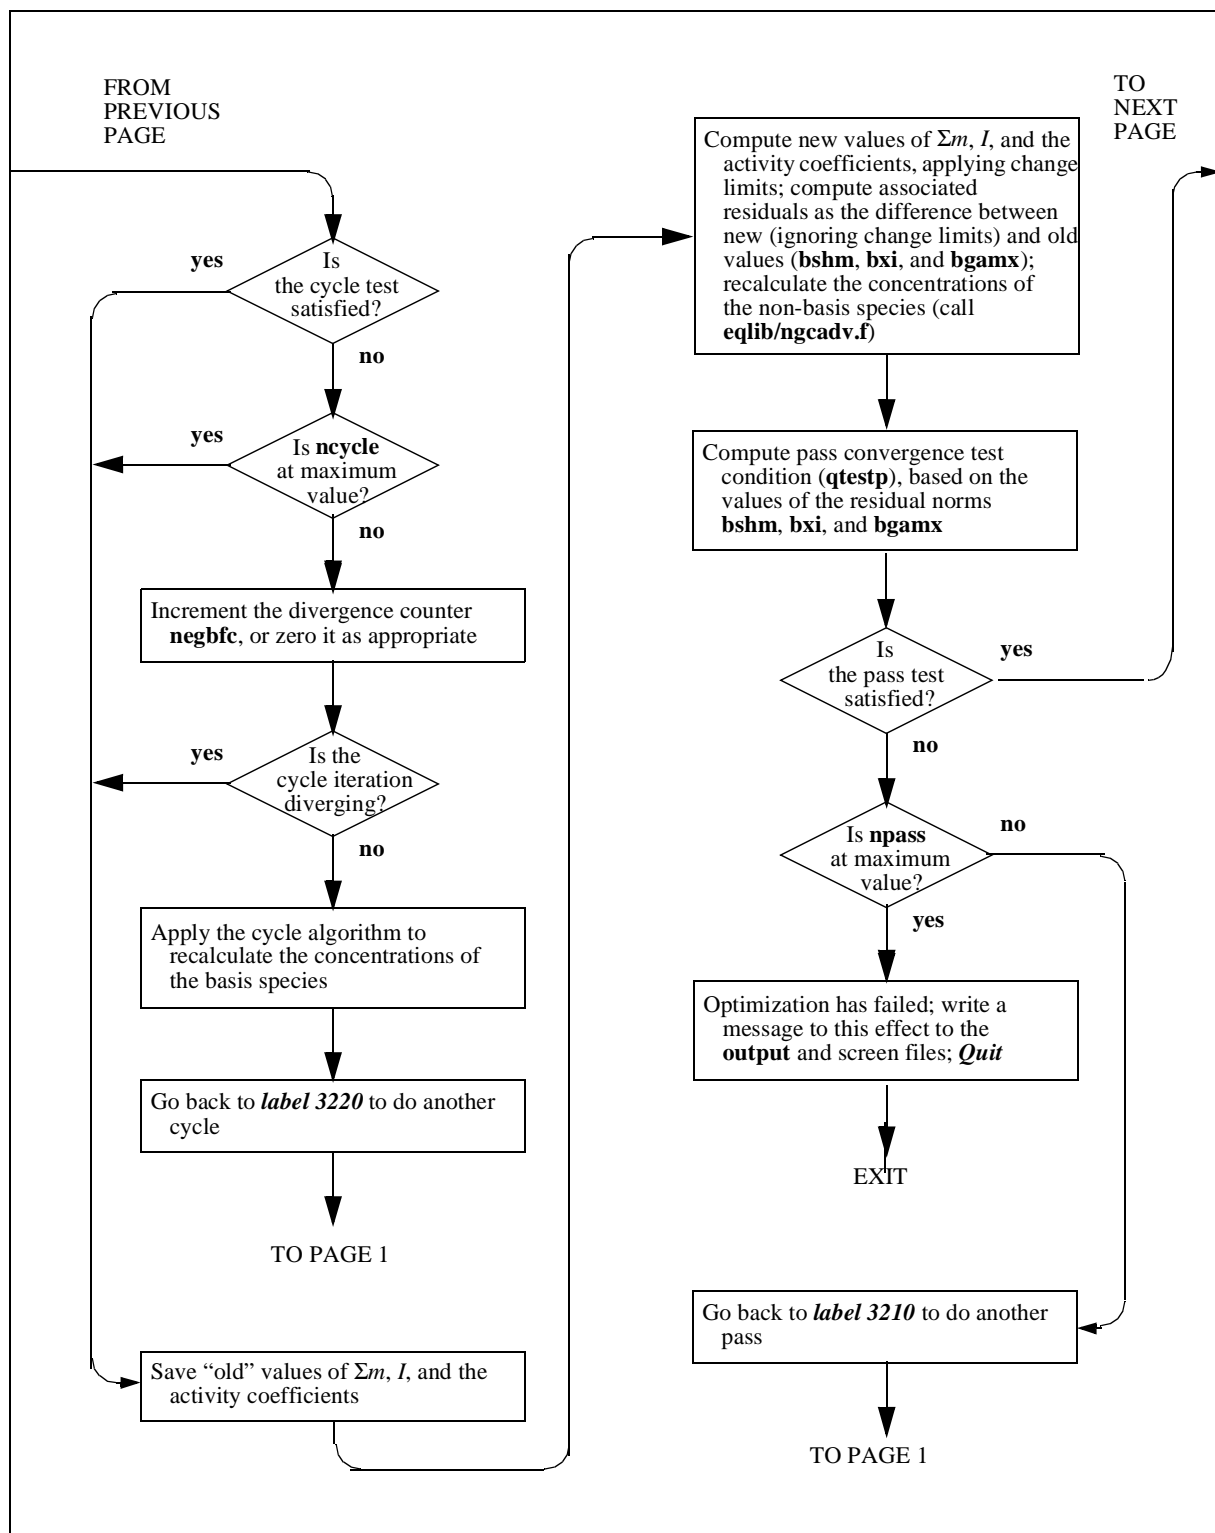 FROM
PREVIOUS
PAGE
yes
Is
the cycle test
satisfied?
no
yes
Is ncycle
at maximum
value?
no
Increment the divergence counter
negbfc, or zero it as appropriate
yes
Is the
cycle iteration
diverging?
no
Apply the cycle algorithm to
recalculate the concentrations of
the basis species
Go back to label 3220 to do another
cycle
TO PAGE 1
Save “old” values of Σm, I, and the
activity coefficients
Compute new values of Σm, I, and the
activity coefficients, applying change
limits; compute associated
residuals as the difference between
new (ignoring change limits) and old
values (bshm, bxi, and bgamx);
recalculate the concentrations of
the non-basis species (call
eqlib/ngcadv.f)
Compute pass convergence test
condition (qtestp), based on the
values of the residual norms
bshm, bxi, and bgamx
Is
the pass test
satisfied?
yes
no
Is npass
at maximum
value?
no
yes
Optimization has failed; write a
message to this effect to the
output and screen files; Quit
EXIT
Go back to label 3210 to do another
pass
TO PAGE 1
TO
NEXT
PAGE